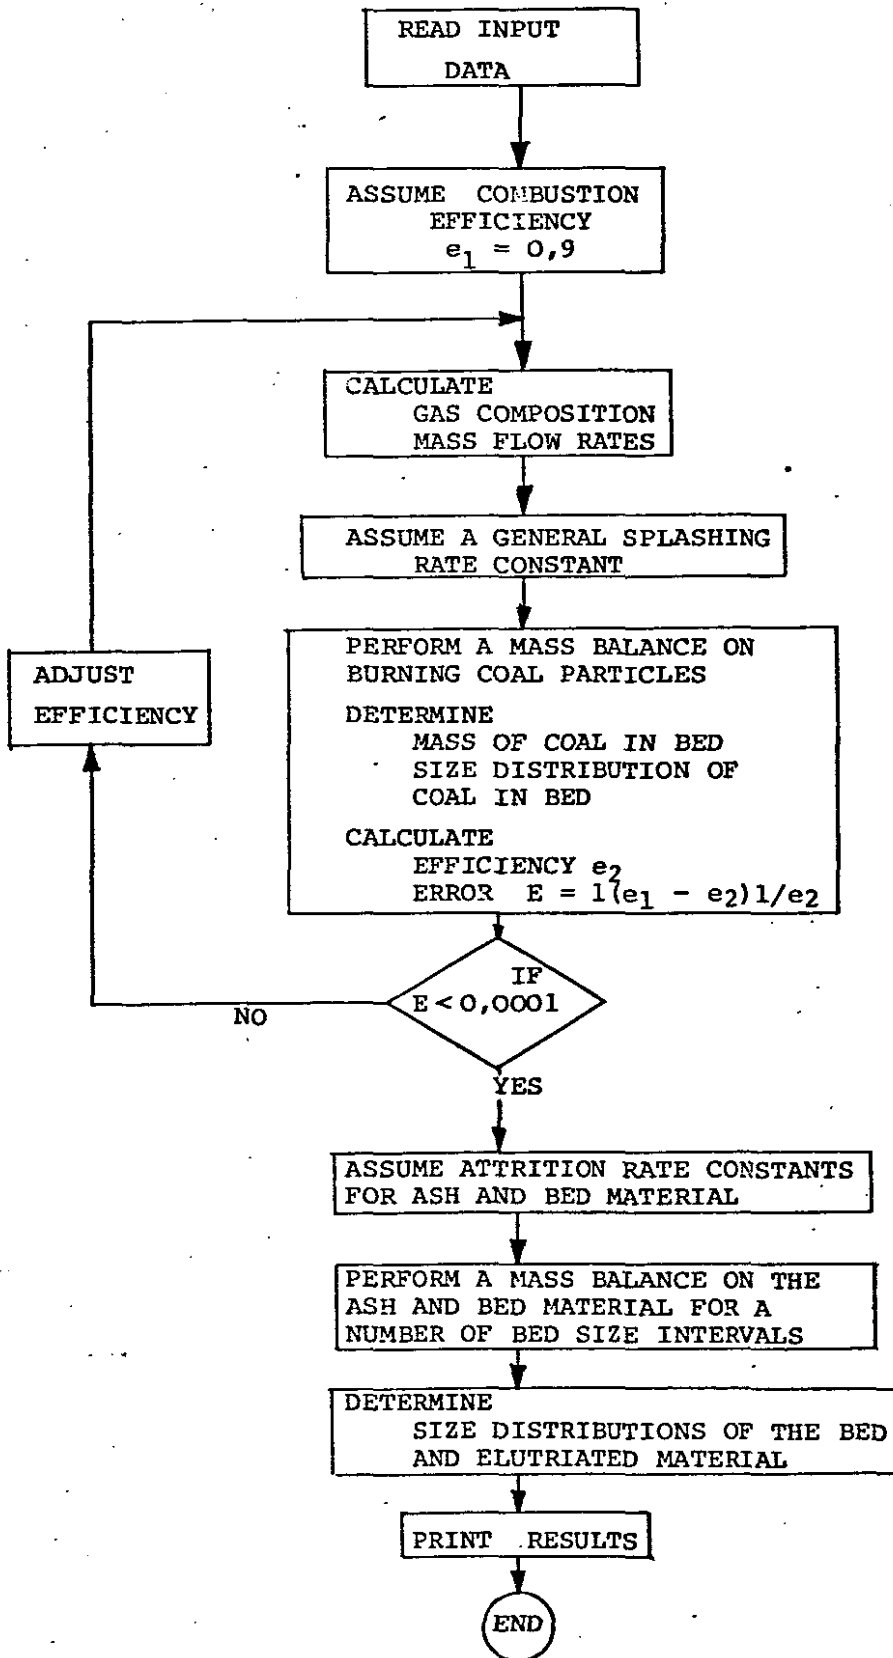 READ INPUT
DATA
ASSUME COMBUSTION
EFFICIENCY
e1 = 0,9
CALCULATE
GAS COMPOSITION
MASS FLOW RATES
ASSUME A GENERAL SPLASHING
RATE CONSTANT
PERFORM A MASS BALANCE ON
BURNING COAL PARTICLES
DETERMINE
MASS OF COAL IN BED
SIZE DISTRIBUTION OF
COAL IN BED
CALCULATE
EFFICIENCY e2
ERROR E = l(e1 - e2)l/e2
ADJUST
EFFICIENCY
IF
E < 0,0001
NO
YES
ASSUME ATTRITION RATE CONSTANTS
FOR ASH AND BED MATERIAL
PERFORM A MASS BALANCE ON THE
ASH AND BED MATERIAL FOR A
NUMBER OF BED SIZE INTERVALS
DETERMINE
SIZE DISTRIBUTIONS OF THE BED
AND ELUTRIATED MATERIAL
PRINT RESULTS
END